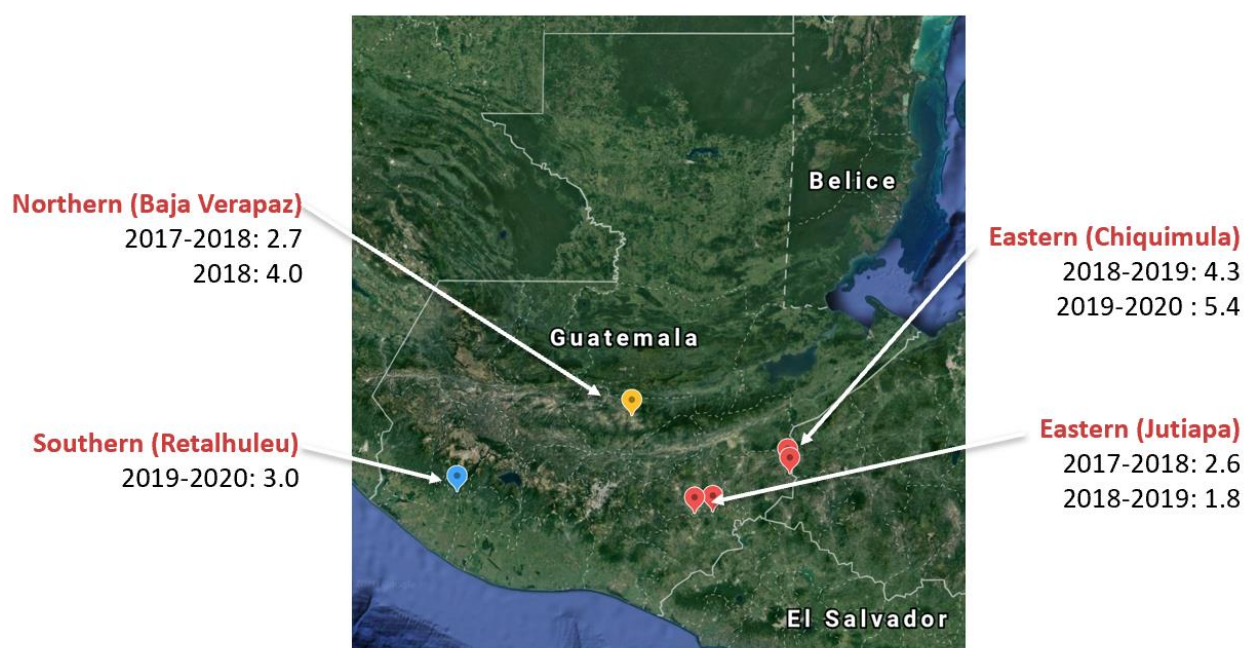 Belice
Northern (Baja Verapaz)
2017-2018: 2.7
2018: 4.0
Eastern (Chiquimula)
2018-2019: 4.3
2019-2020 : 5.4
Guatemala
Southern (Retalhuleu)
2019-2020: 3.0
Eastern (Jutiapa)
2017-2018: 2.6
2018-2019: 1.8
El Salvador